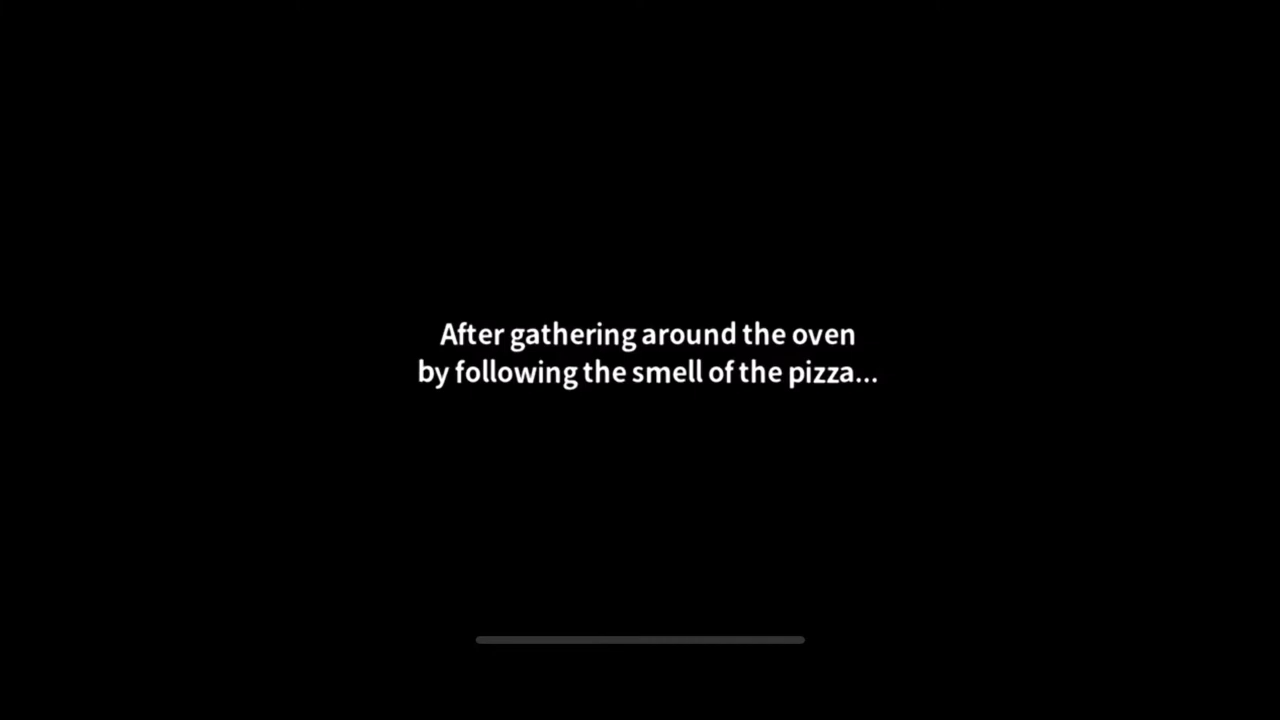 After gathering around the oven
by following the smell of the pizza...